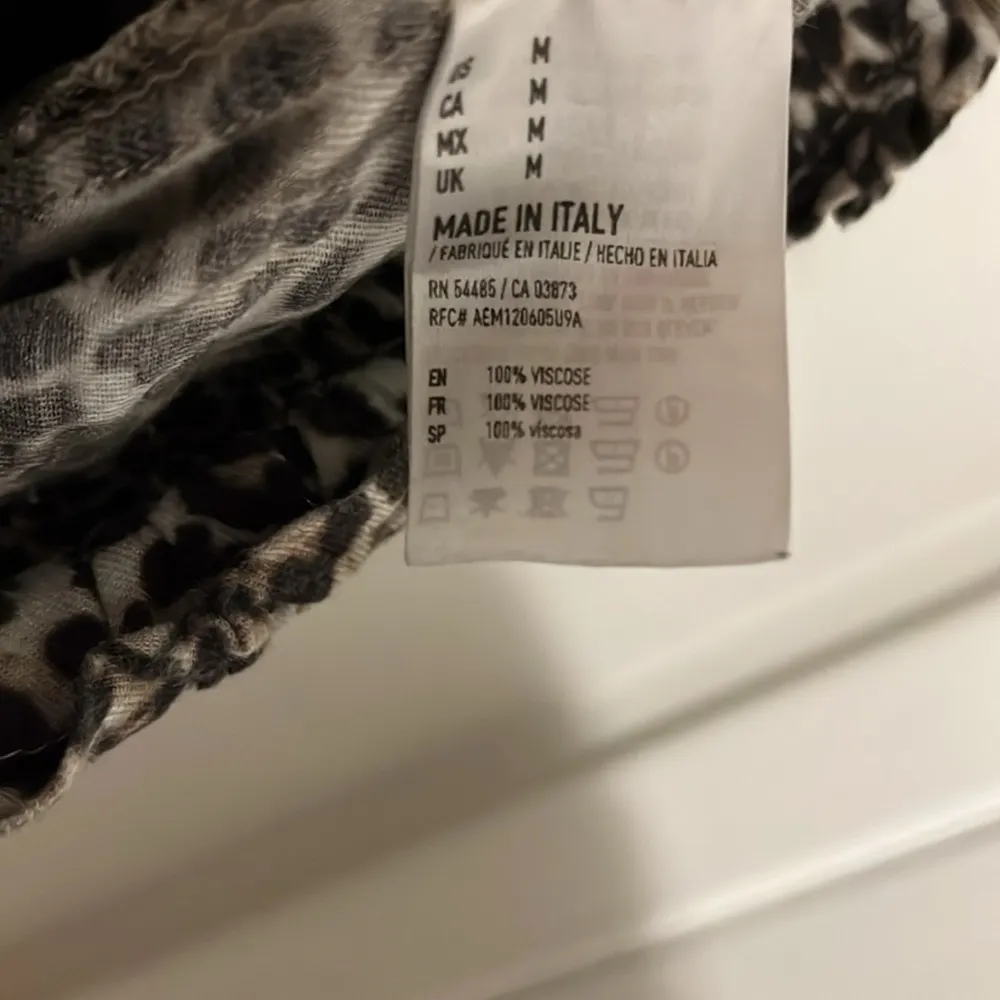 US M
CA M
MX M
UK M
MADE IN ITALY
/ FABRIQUÉ EN ITALIE / HECHO EN ITALIA
RN 54485 / CA 03873
RFC# AEM120605U9A
EN 100% VISCOSE
FR 100% VISCOSE
SP 100% viscosa